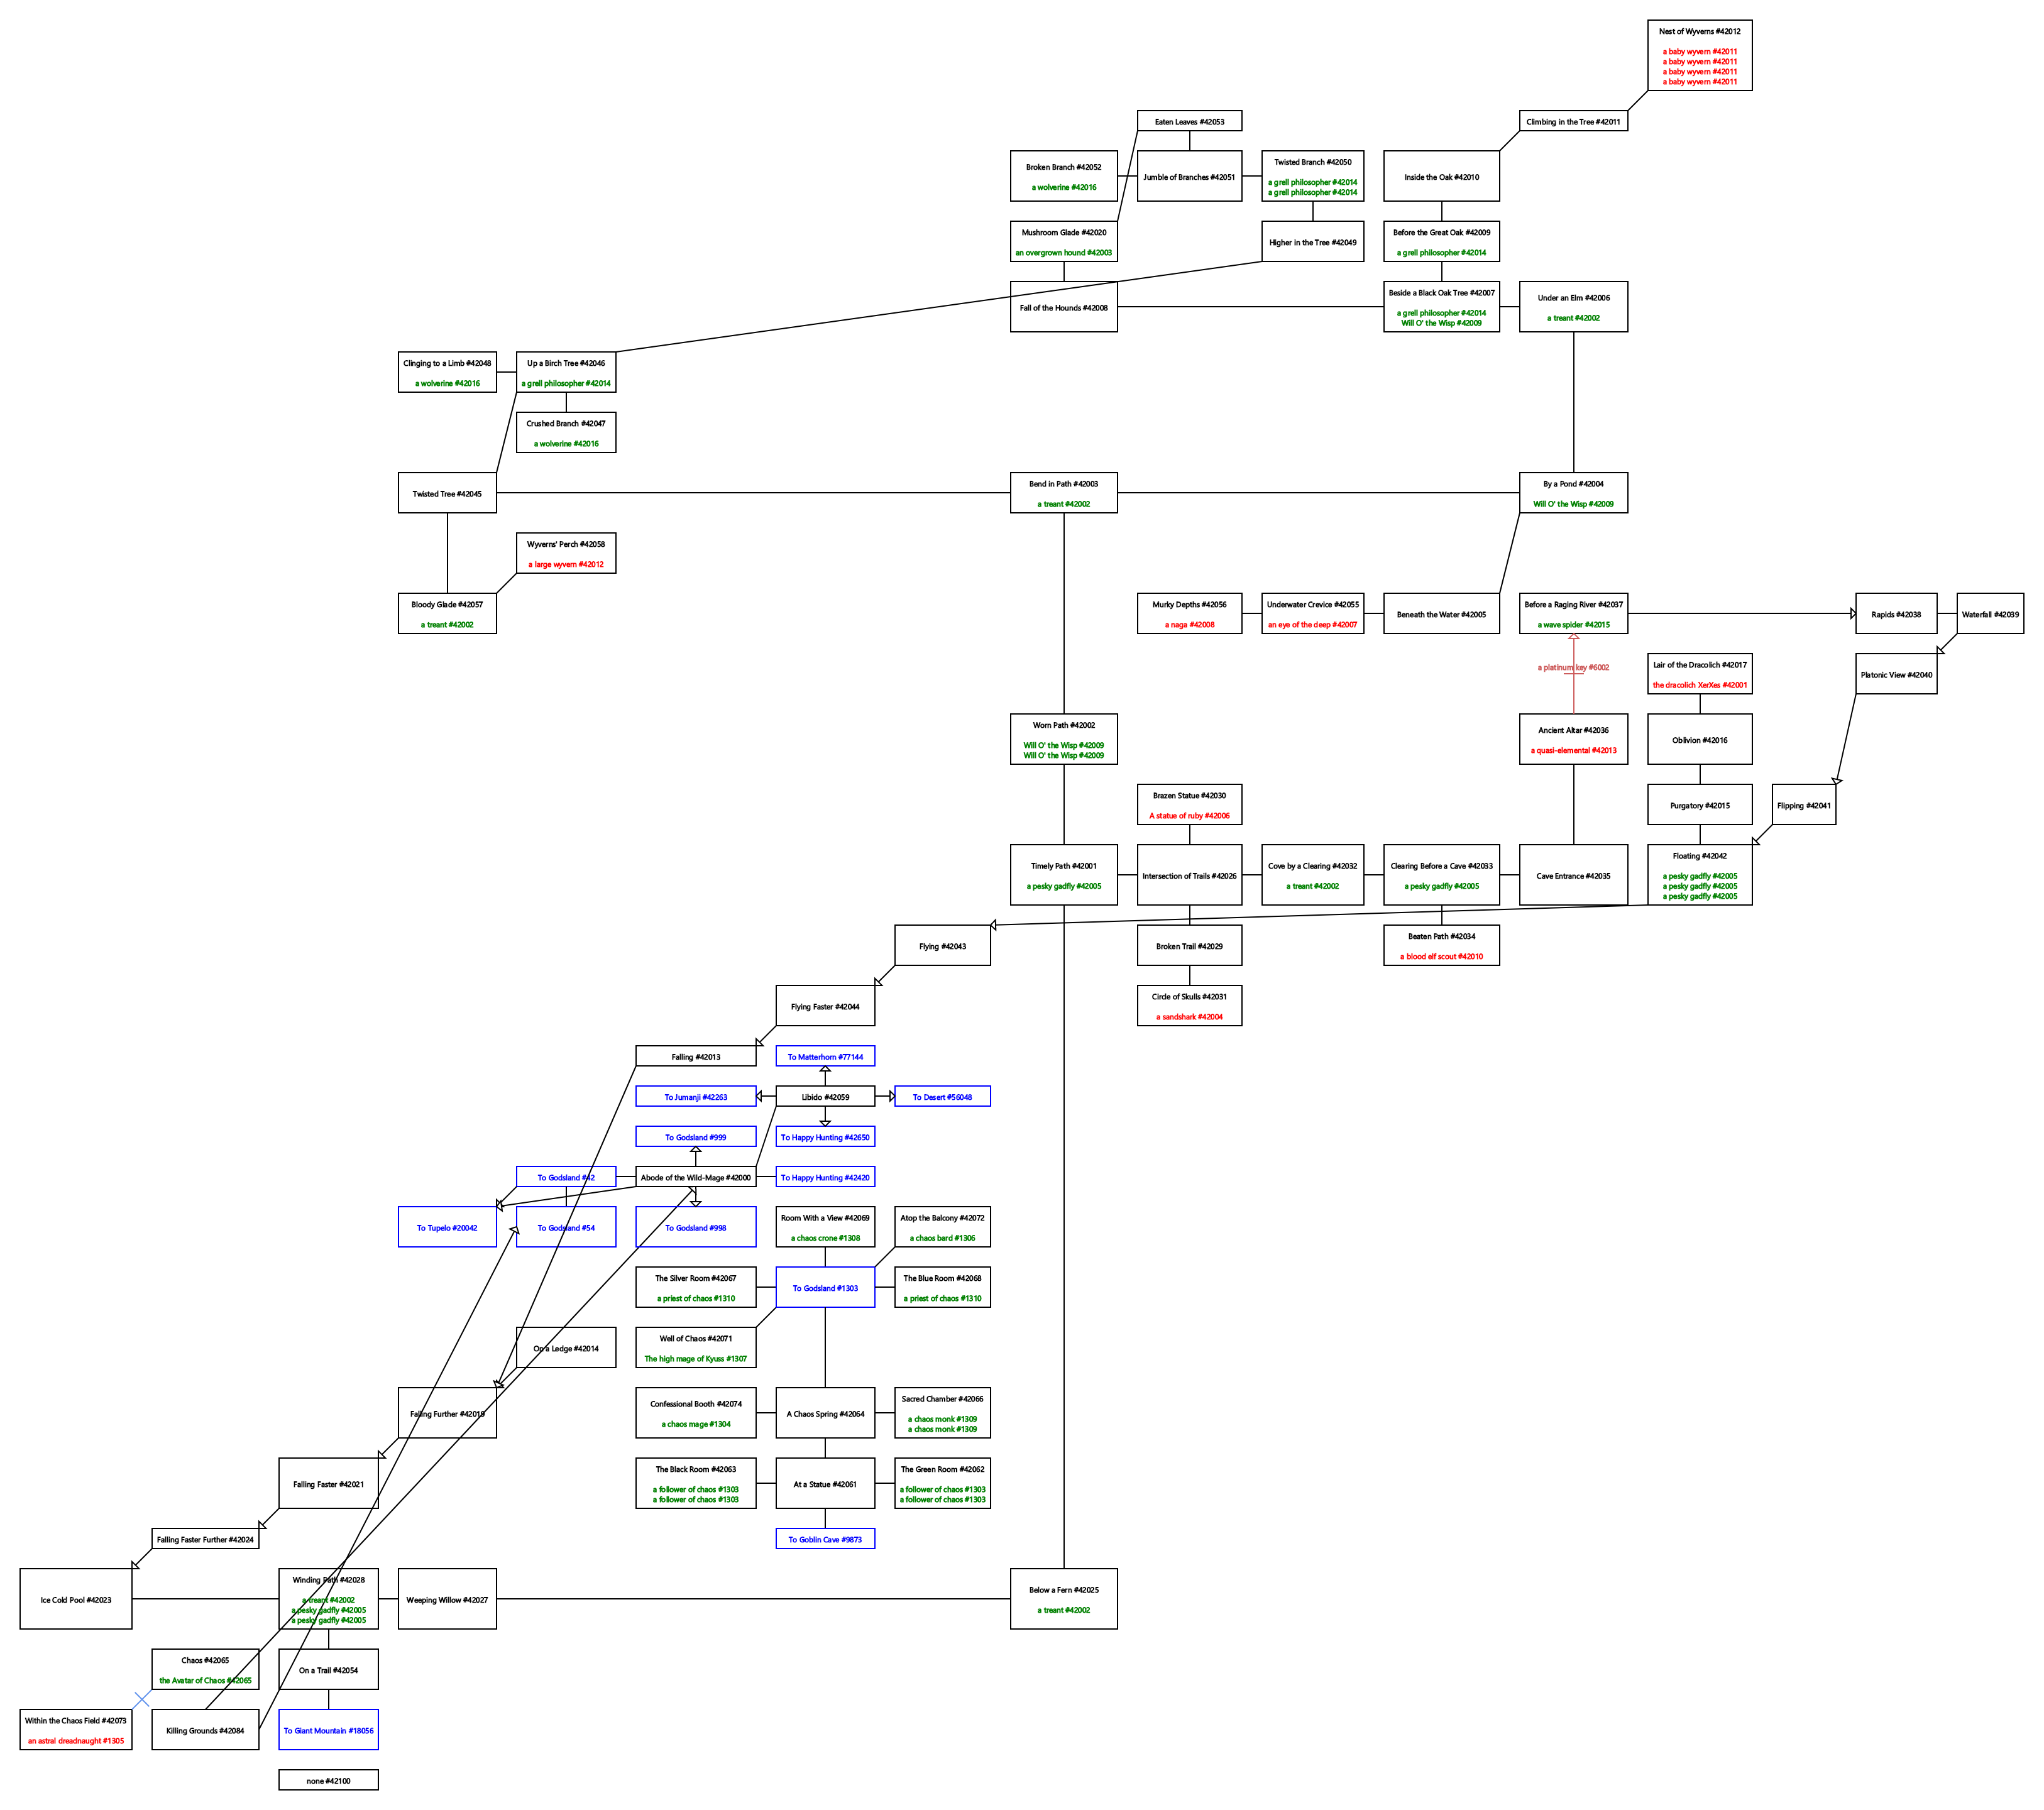 Nest of Wyverns #42012
a baby wyvern #42011
a baby wyvern #42011
a baby wyvern #42011
a baby wyvern #42011
Eaten Leaves #42053
Climbing in the Tree #42011
Broken Branch #42052
a wolverine #42016
Jumble of Branches #42051
Twisted Branch #42050
a grell philosopher #42014
a grell philosopher #42014
Inside the Oak #42010
Mushroom Glade #42020
an overgrown hound #42003
Higher in the Tree #42049
Before the Great Oak #42009
a grell philosopher #42014
Fall of the Hounds #42008
Beside a Black Oak Tree #42007
a grell philosopher #42014
Will O' the Wisp #42009
Under an Elm #42006
a treant #42002
Clinging to a Limb #42048
a wolverine #42016
Up a Birch Tree #42046
a grell philosopher #42014
Crushed Branch #42047
a wolverine #42016
Twisted Tree #42045
Bend in Path #42003
a treant #42002
By a Pond #42004
Will O' the Wisp #42009
Wyverns' Perch #42058
a large wyvern #42012
Bloody Glade #42057
a treant #42002
Murky Depths #42056
a naga #42008
Underwater Crevice #42055
an eye of the deep #42007
Beneath the Water #42005
Before a Raging River #42037
a wave spider #42015
Rapids #42038
Waterfall #42039
a platinum key #6002
Lair of the Dracolich #42017
the dracolich XerXes #42001
Platonic View #42040
Worn Path #42002
Will O' the Wisp #42009
Will O' the Wisp #42009
Ancient Altar #42036
a quasi-elemental #42013
Oblivion #42016
Brazen Statue #42030
A statue of ruby #42006
Purgatory #42015
Flipping #42041
Timely Path #42001
a pesky gadfly #42005
Intersection of Trails #42026
Cove by a Clearing #42032
a treant #42002
Clearing Before a Cave #42033
a pesky gadfly #42005
Cave Entrance #42035
Floating #42042
a pesky gadfly #42005
a pesky gadfly #42005
a pesky gadfly #42005
Flying #42043
Broken Trail #42029
Beaten Path #42034
a blood elf scout #42010
Flying Faster #42044
Circle of Skulls #42031
a sandshark #42004
Falling #42013
To Matterhorn #77144
To Jumanji #42263
Libido #42059
To Desert #56048
To Godsland #999
To Happy Hunting #42650
To Godsland #42
Abode of the Wild-Mage #42000
To Happy Hunting #42420
To Tupelo #20042
To Godsland #54
To Godsland #998
Room With a View #42069
a chaos crone #1308
Atop the Balcony #42072
a chaos bard #1306
The Silver Room #42067
a priest of chaos #1310
To Godsland #1303
The Blue Room #42068
a priest of chaos #1310
Well of Chaos #42071
The high mage of Kyuss #1307
On a Ledge #42014
Falling Further #42019
Confessional Booth #42074
a chaos mage #1304
A Chaos Spring #42064
Sacred Chamber #42066
a chaos monk #1309
a chaos monk #1309
Falling Faster #42021
The Black Room #42063
a follower of chaos #1303
a follower of chaos #1303
At a Statue #42061
The Green Room #42062
a follower of chaos #1303
a follower of chaos #1303
Falling Faster Further #42024
To Goblin Cave #9873
Ice Cold Pool #42023
Winding Path #42028
a treant #42002
a pesky gadfly #42005
a pesky gadfly #42005
Weeping Willow #42027
Below a Fern #42025
a treant #42002
Chaos #42065
the Avatar of Chaos #42065
On a Trail #42054
Within the Chaos Field #42073
an astral dreadnaught #1305
Killing Grounds #42084
To Giant Mountain #18056
none #42100